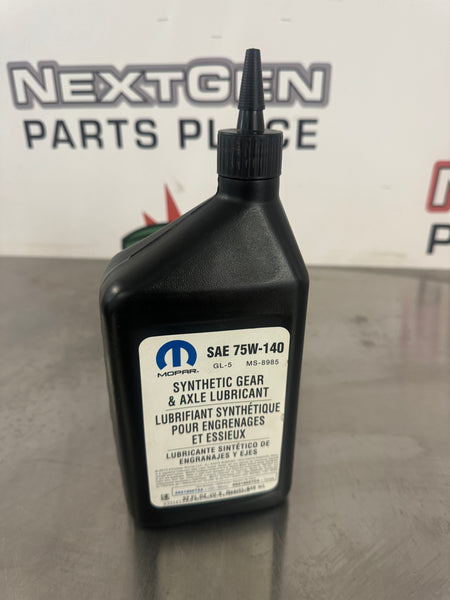 NEXTGEN
PARTS PLACE
MOPAR
SAE 75W-140
GL-5 MS-8985
SYNTHETIC GEAR
& AXLE LUBRICANT
LUBRIFIANT SYNTHÉTIQUE
POUR ENGRENAGES
ET ESSIEUX
LUBRICANTE SINTÉTICO DE
ENGRANAJES Y EJES